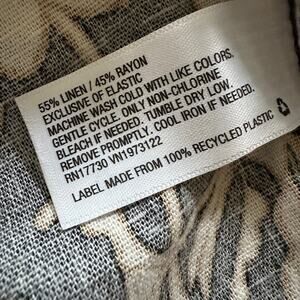 55% LINEN / 45% RAYON
EXCLUSIVE OF ELASTIC
MACHINE WASH COLD WITH LIKE COLORS.
GENTLE CYCLE. ONLY NON-CHLORINE
BLEACH IF NEEDED. TUMBLE DRY LOW.
REMOVE PROMPTLY. COOL IRON IF NEEDED.
RN17730 VN1973122
LABEL MADE FROM 100% RECYCLED PLASTIC